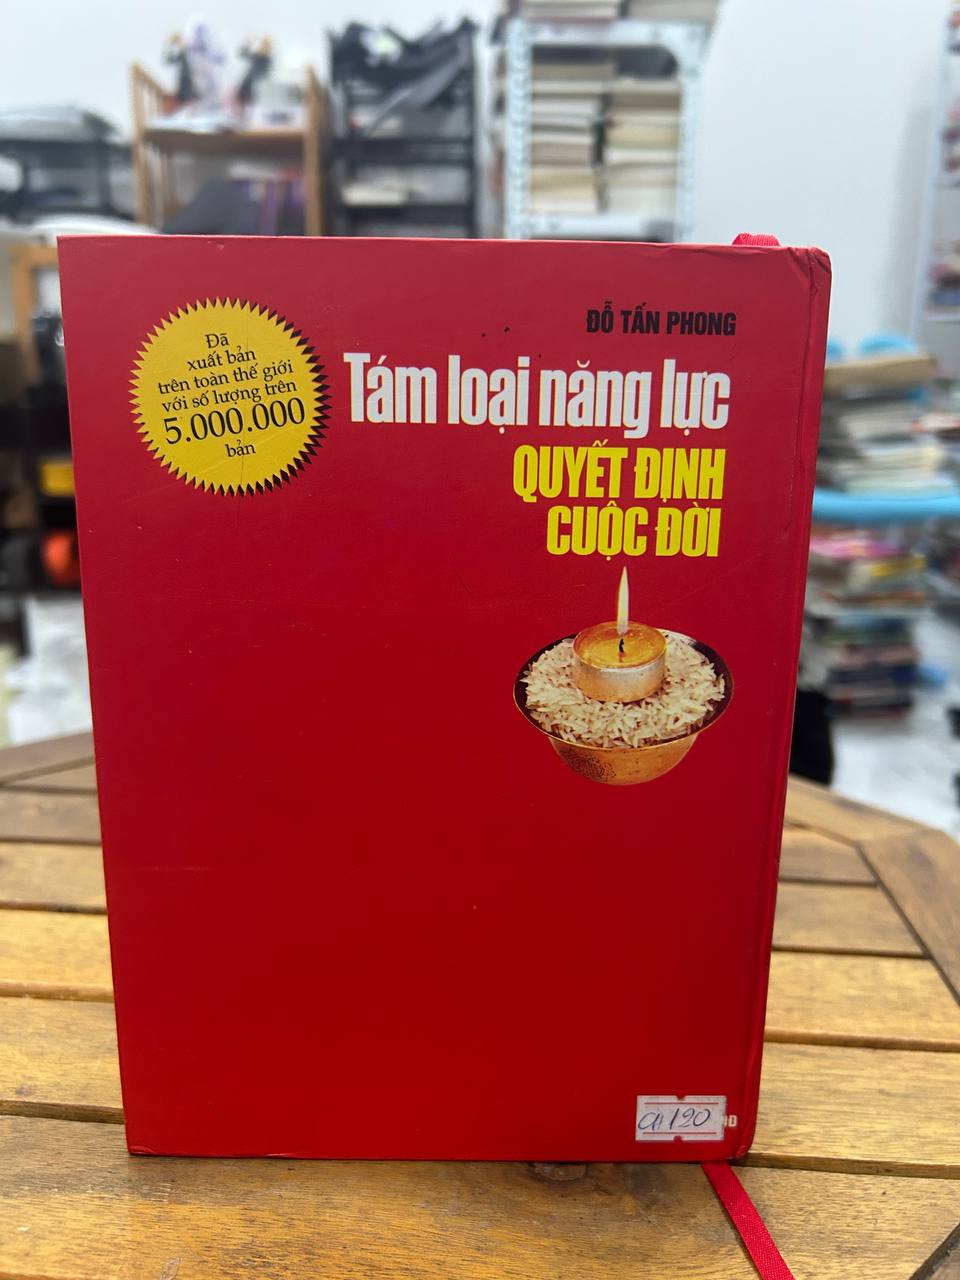 Đã
xuất bản
trên toàn thế giới
với số lượng trên
5.000.000
bản
ĐỖ TẤN PHONG
Tám loại năng lực
QUYẾT ĐỊNH
CUỘC ĐỜI
120